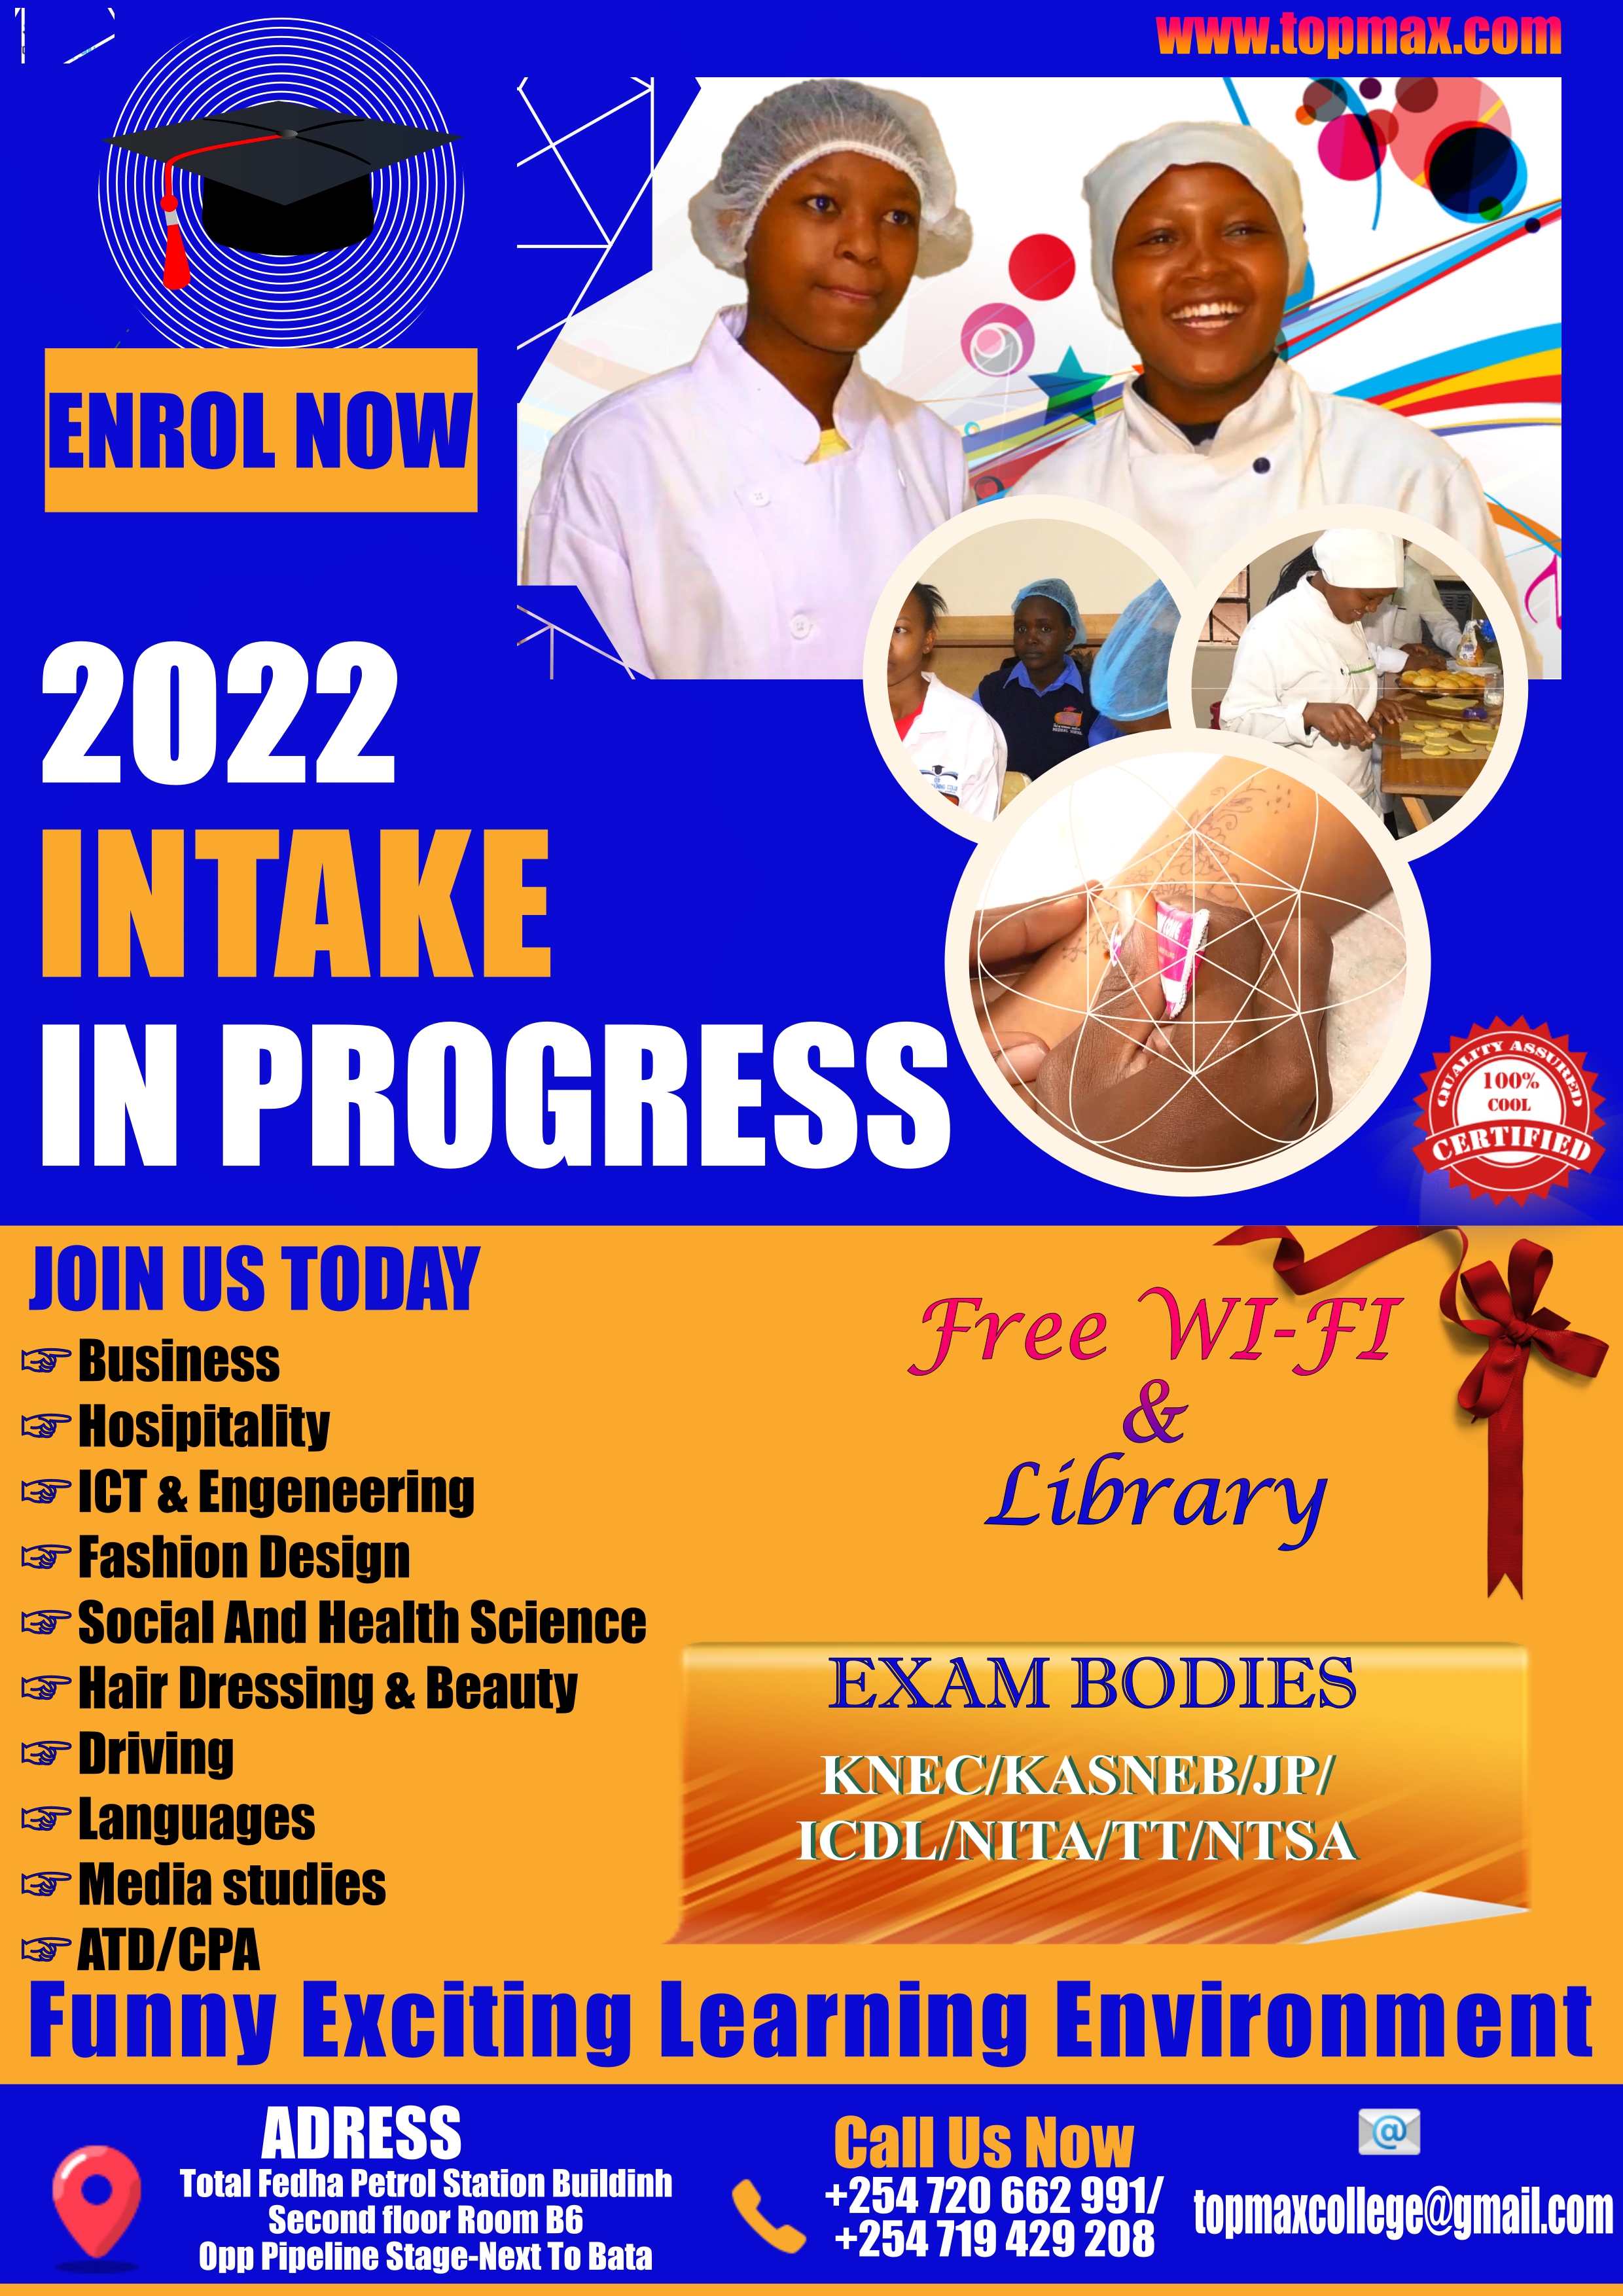 www.topmax.com
ENROL NOW
2022
INTAKE
IN PROGRESS
QUALITY ASSURED
100%
COOL
CERTIFIED
JOIN US TODAY
Business
Hosipitality
ICT & Engeneering
Fashion Design
Social And Health Science
Hair Dressing & Beauty
Driving
Languages
Media studies
ATD/CPA
Free WI-FI
&
Library
EXAM BODIES
KNEC/KASNEB/JP/
ICDL/NITA/TT/NTSA
Funny Exciting Learning Environment
ADRESS
Total Fedha Petrol Station Buildinh
Second floor Room B6
Opp Pipeline Stage-Next To Bata
Call Us Now
+254 720 662 991/
+254 719 429 208
topmaxcollege@gmail.com